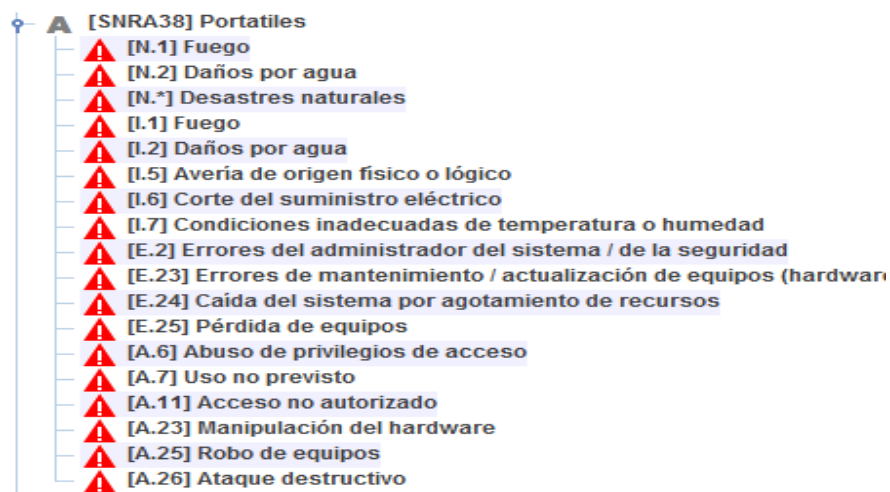 A [SNRA38] Portatiles
[N.1] Fuego
[N.2] Daños por agua
[N.*] Desastres naturales
[I.1] Fuego
[I.2] Daños por agua
[I.5] Avería de origen físico o lógico
[I.6] Corte del suministro eléctrico
[I.7] Condiciones inadecuadas de temperatura o humedad
[E.2] Errores del administrador del sistema / de la seguridad
[E.23] Errores de mantenimiento / actualización de equipos (hardware
[E.24] Caída del sistema por agotamiento de recursos
[E.25] Pérdida de equipos
[A.6] Abuso de privilegios de acceso
[A.7] Uso no previsto
[A.11] Acceso no autorizado
[A.23] Manipulación del hardware
[A.25] Robo de equipos
[A.26] Ataque destructivo